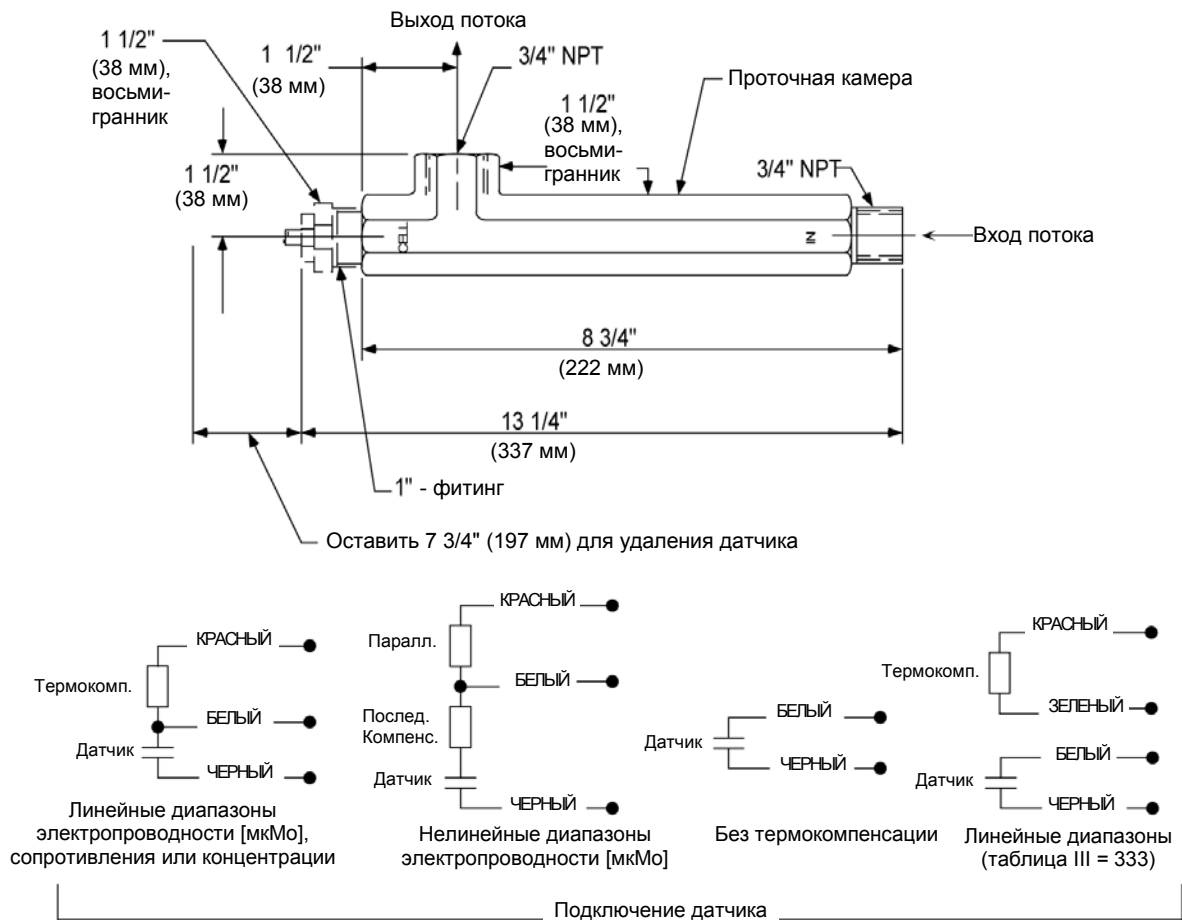 Выход потока
1 1/2"
(38 мм),
восьми-
гранник
1 1/2"
(38 мм)
3/4" NPT
Проточная камера
1 1/2"
(38 мм),
восьми-
гранник
1 1/2"
(38 мм)
3/4" NPT
IN
Вход потока
8 3/4"
(222 мм)
13 1/4"
(337 мм)
1" - фитинг
Оставить 7 3/4" (197 мм) для удаления датчика
КРАСНЫЙ
Термокомп.
БЕЛЫЙ
Датчик
ЧЕРНЫЙ
Линейные диапазоны
электропроводности [мкМо],
сопротивления или концентрации
КРАСНЫЙ
Паралл.
БЕЛЫЙ
Послед.
Компенс.
Датчик
ЧЕРНЫЙ
Нелинейные диапазоны
электропроводности [мкМо]
БЕЛЫЙ
Датчик
ЧЕРНЫЙ
Без термокомпенсации
КРАСНЫЙ
Термокомп.
ЗЕЛЕНЫЙ
БЕЛЫЙ
Датчик
ЧЕРНЫЙ
Линейные диапазоны
(таблица III = 333)
Подключение датчика